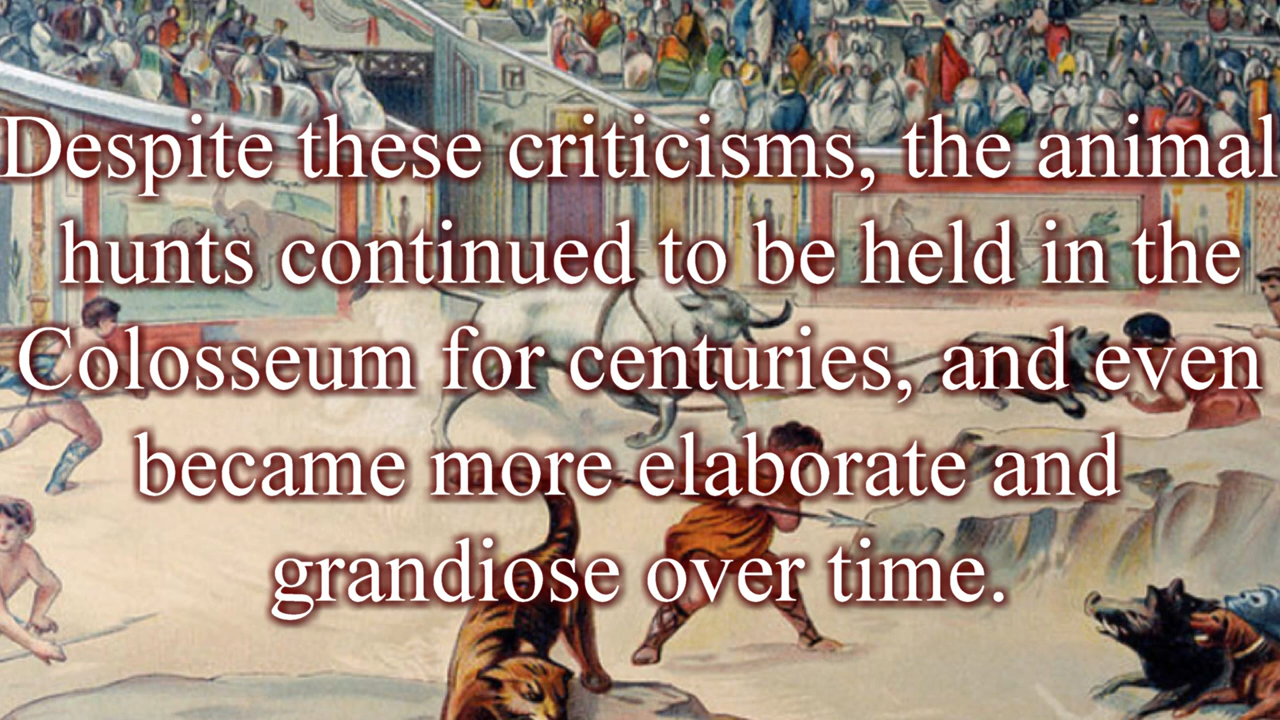 Despite these criticisms, the animal
hunts continued to be held in the
Colosseum for centuries, and even
became more elaborate and
grandiose over time.